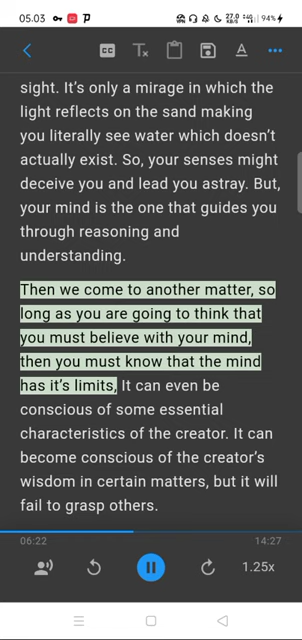 05.03
27.0 KB/S
94%
CC
sight. It’s only a mirage in which the
light reflects on the sand making
you literally see water which doesn’t
actually exist. So, your senses might
deceive you and lead you astray. But,
your mind is the one that guides you
through reasoning and
understanding.
Then we come to another matter, so
long as you are going to think that
you must believe with your mind,
then you must know that the mind
has it’s limits, It can even be
conscious of some essential
characteristics of the creator. It can
become conscious of the creator’s
wisdom in certain matters, but it will
fail to grasp others.
06:22 14:27
1.25x